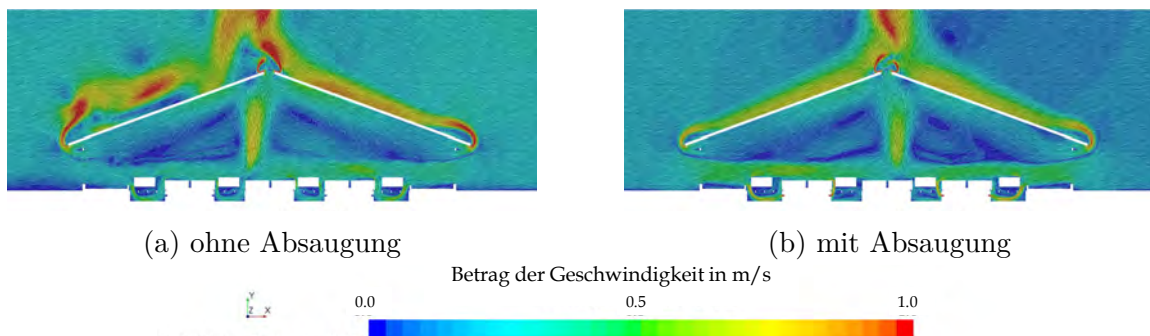 (a) ohne Absaugung
(b) mit Absaugung
Betrag der Geschwindigkeit in m/s
0.0 0.5 1.0
Y
Z X